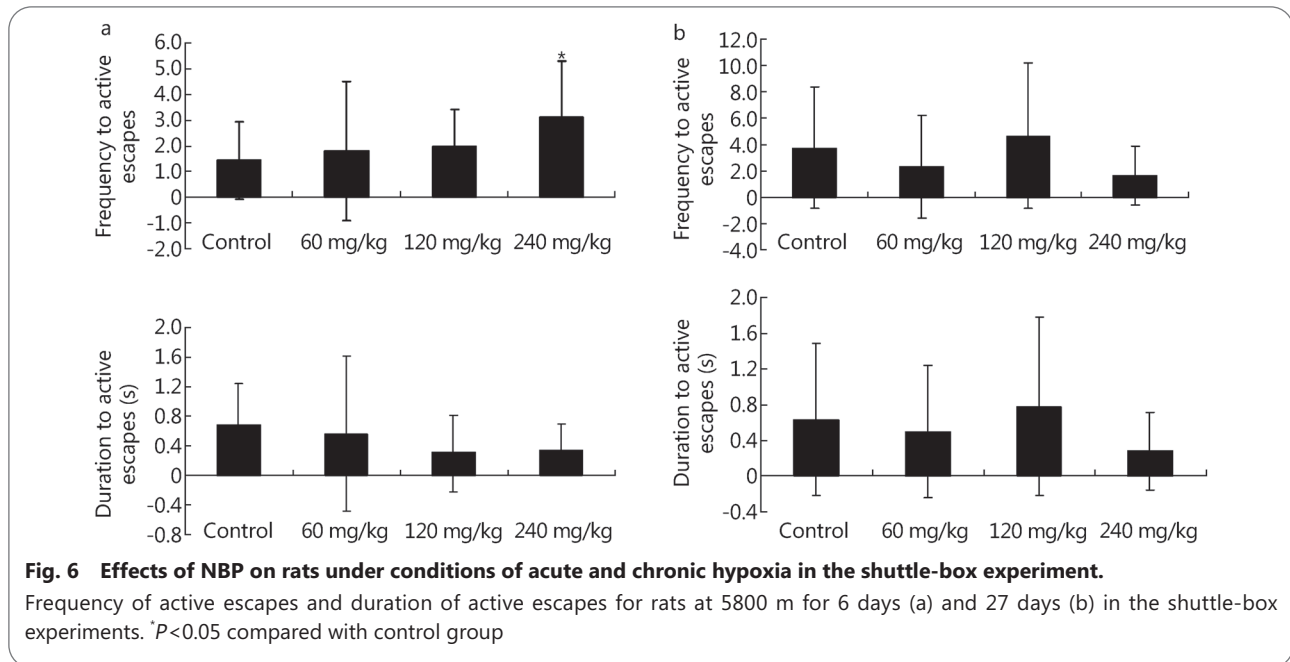 a
6.0
5.0
4.0
3.0
2.0
1.0
0
-1.0
-2.0
Frequency to active
escapes
*
Control 60 mg/kg 120 mg/kg 240 mg/kg
b
12.0
10.0
8.0
6.0
4.0
2.0
0
-2.0
-4.0
Frequency to active
escapes
Control 60 mg/kg 120 mg/kg 240 mg/kg
2.0
1.6
1.2
0.8
0.4
0
-0.4
-0.8
Duration to active
escapes (s)
Control 60 mg/kg 120 mg/kg 240 mg/kg
2.0
1.6
1.2
0.8
0.4
0
-0.4
Duration to active
escapes (s)
Control 60 mg/kg 120 mg/kg 240 mg/kg
Fig. 6 Effects of NBP on rats under conditions of acute and chronic hypoxia in the shuttle-box experiment.
Frequency of active escapes and duration of active escapes for rats at 5800 m for 6 days (a) and 27 days (b) in the shuttle-box
experiments. *P<0.05 compared with control group